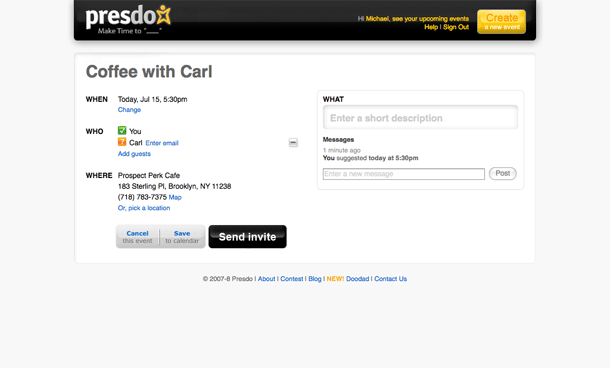 presdo
Make Time to "___"
Hi Michael, see your upcoming events
Help | Sign Out
Create
a new event
Coffee with Carl
WHEN Today, Jul 15, 5:30pm
Change
WHO You
? Carl Enter email
Add guests
WHERE Prospect Perk Cafe
183 Sterling Pl, Brooklyn, NY 11238
(718) 783-7375 Map
Or, pick a location
Cancel
this event
Save
to calendar
Send invite
WHAT
Enter a short description
Messages
1 minute ago
You suggested today at 5:30pm
Enter a new message
Post
© 2007-8 Presdo | About | Contest | Blog | NEW! Doodad | Contact Us